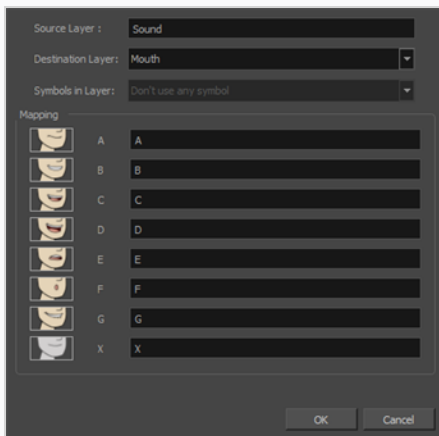 Source Layer : Sound
Destination Layer: Mouth
Symbols in Layer: Don't use any symbol
Mapping
A A
B B
C C
D D
E E
F F
G G
X X
OK Cancel